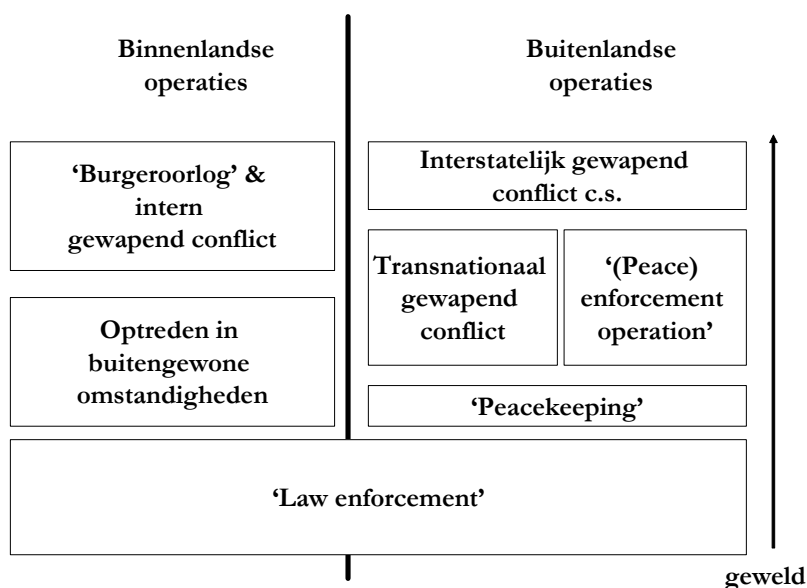 Binnenlandse
operaties
Buitenlandse
operaties
‘Burgeroorlog’ &
intern
gewapend conflict
Interstatelijk gewapend
conflict c.s.
Transnationaal
gewapend
conflict
‘(Peace)
enforcement
operation’
Optreden in
buitengewone
omstandigheden
‘Peacekeeping’
‘Law enforcement’
geweld